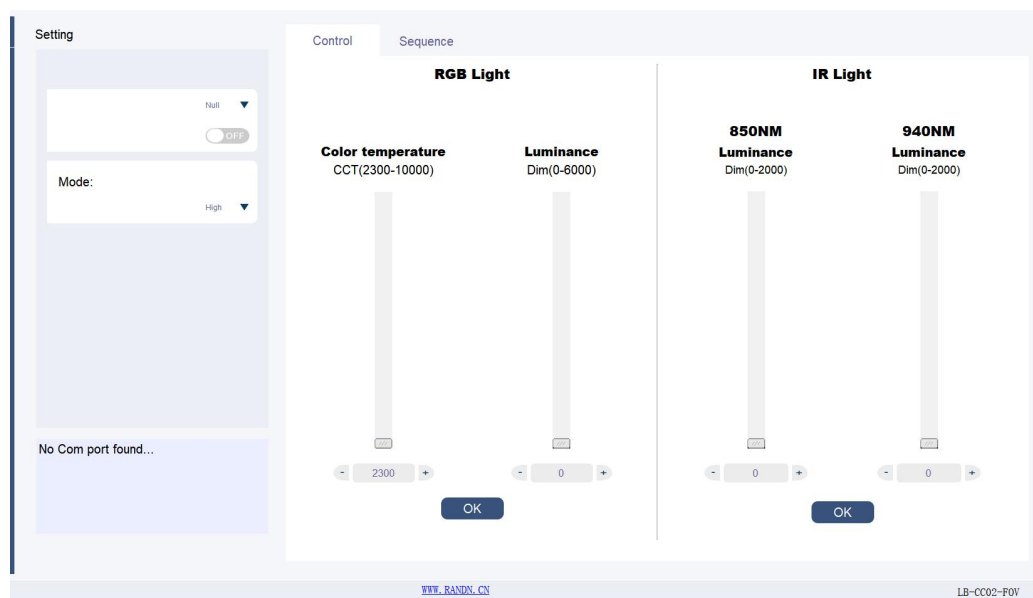 Setting
Control Sequence
RGB Light
IR Light
Null
OFF
Mode:
High
Color temperature
CCT(2300-10000)
Luminance
Dim(0-6000)
850NM
Luminance
Dim(0-2000)
940NM
Luminance
Dim(0-2000)
No Com port found...
- 2300 +
- 0 +
- 0 +
- 0 +
OK
OK
WWW.RANDN.CN
LB-CC02-FOV